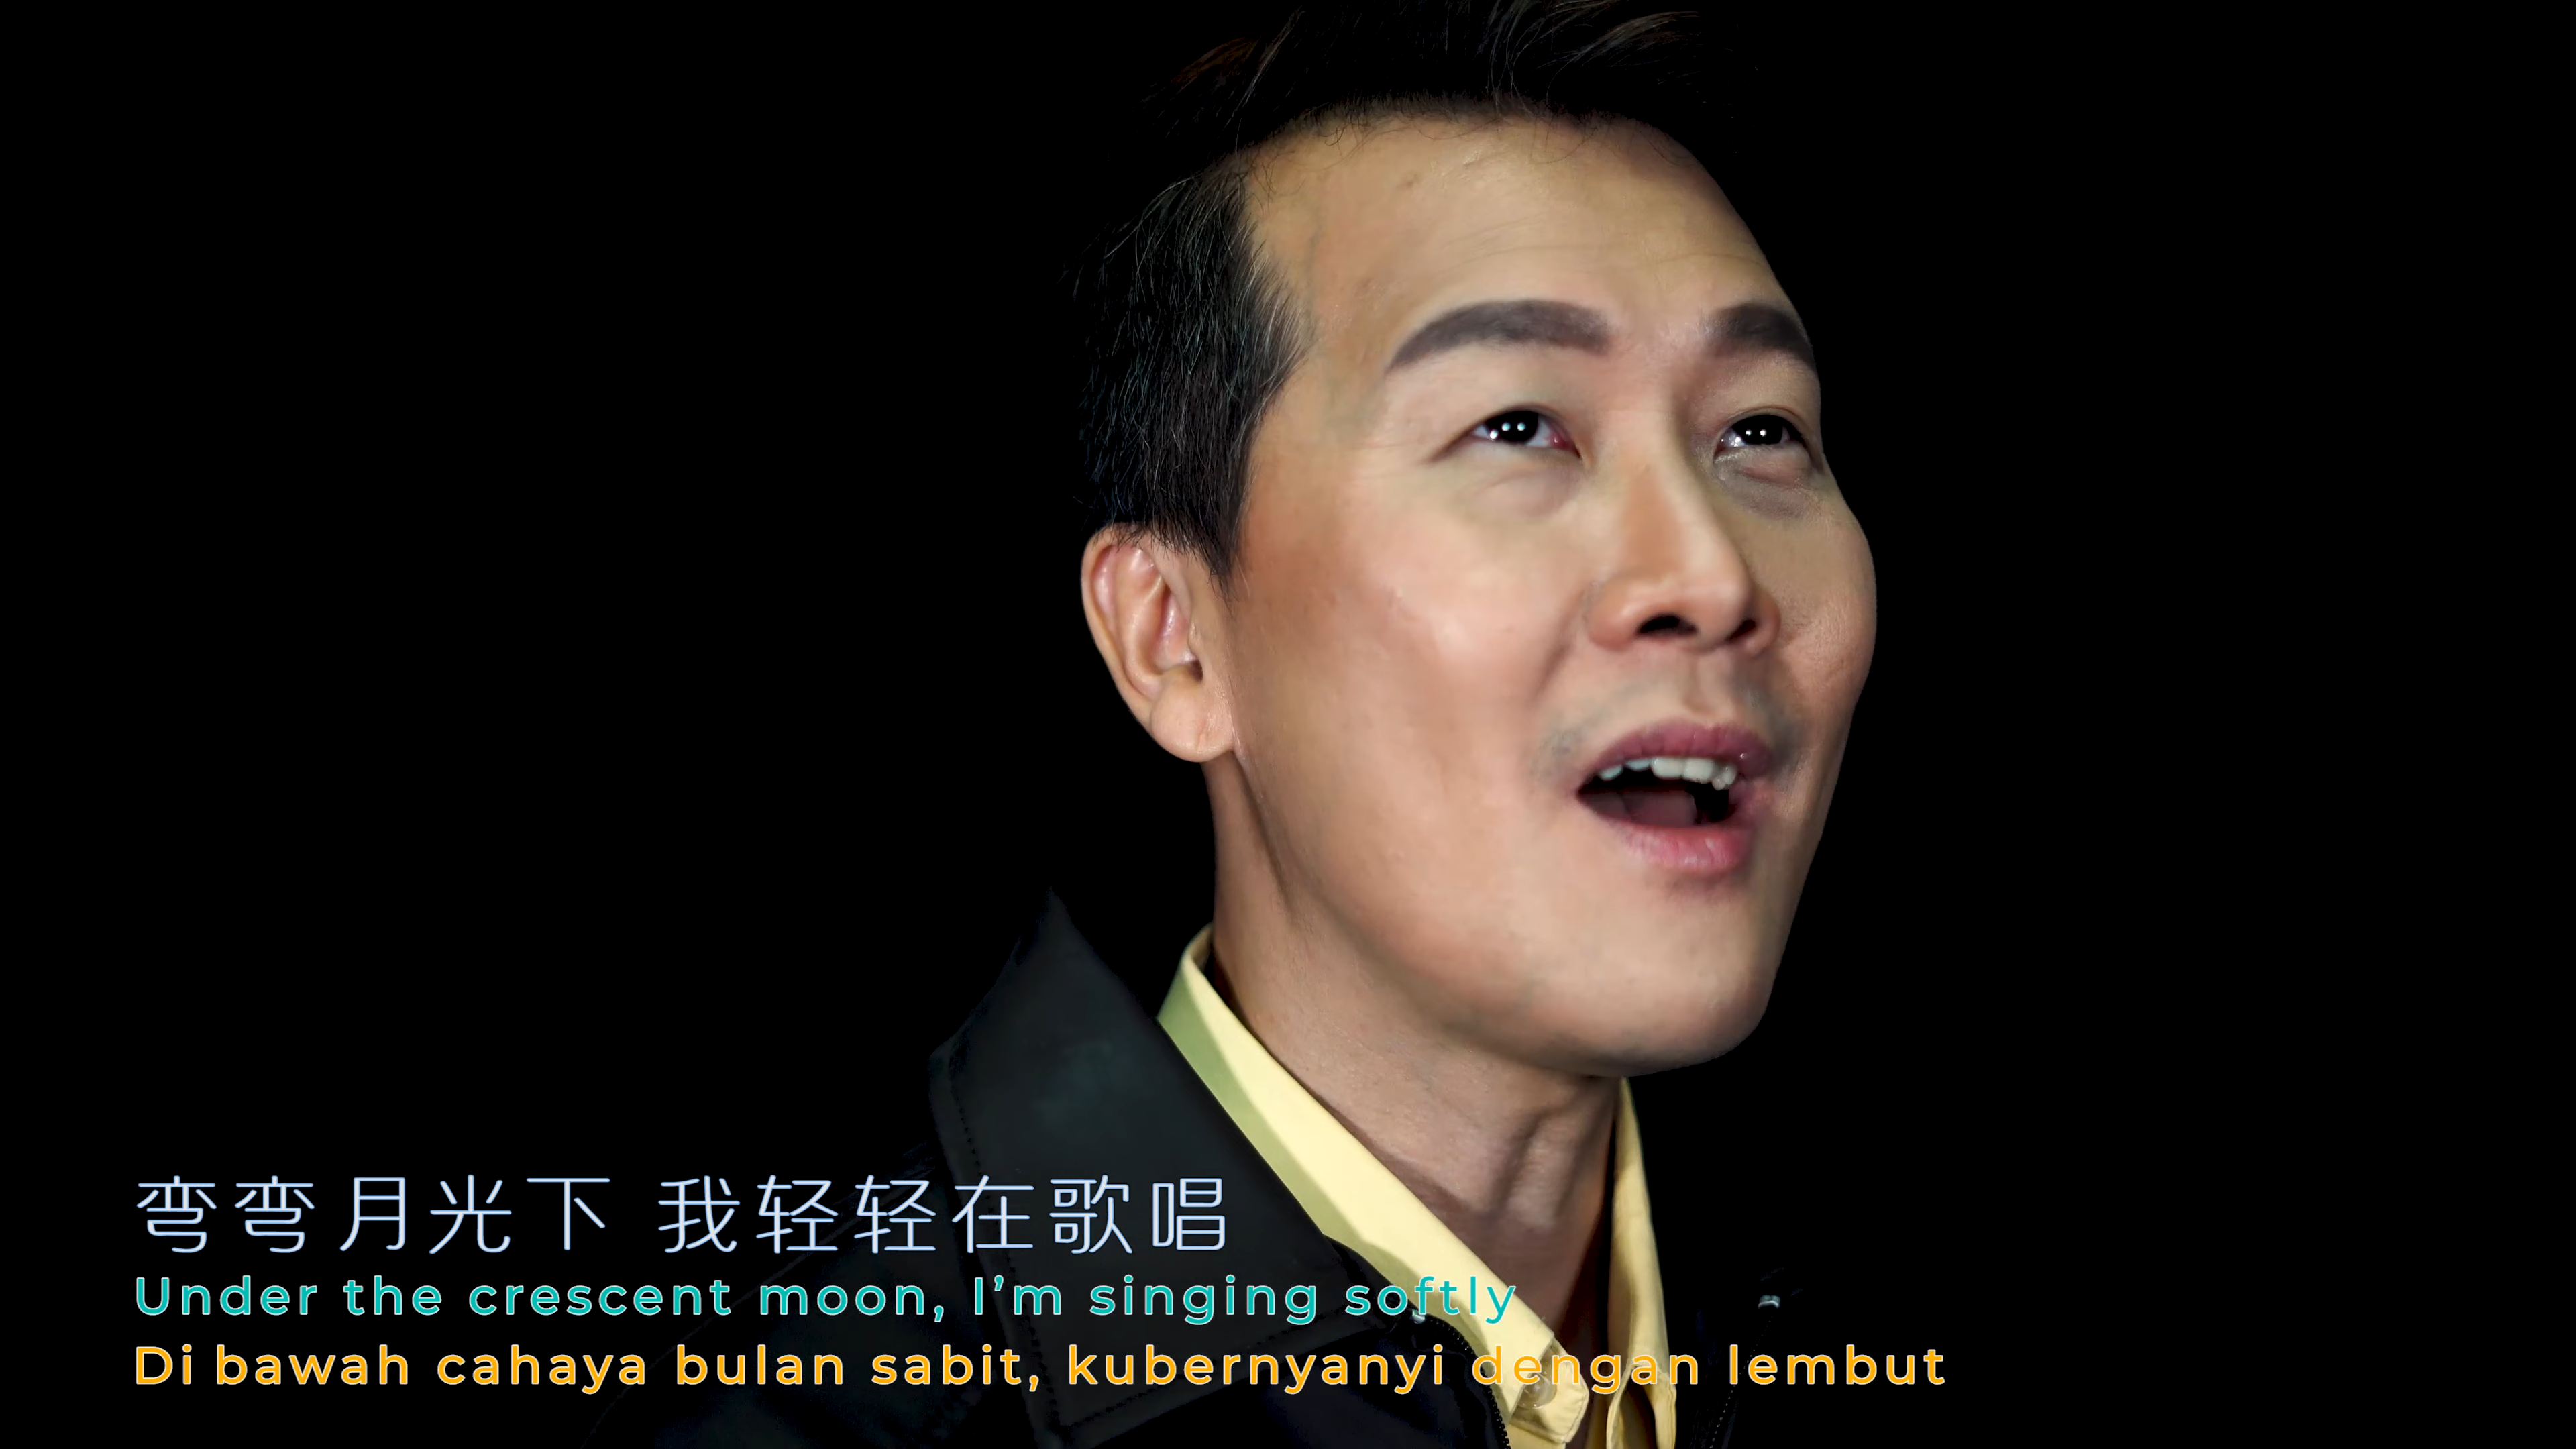 弯弯月光下 我轻轻在歌唱
Under the crescent moon, I’m singing softly
Di bawah cahaya bulan sabit, kubernyanyi dengan lembut